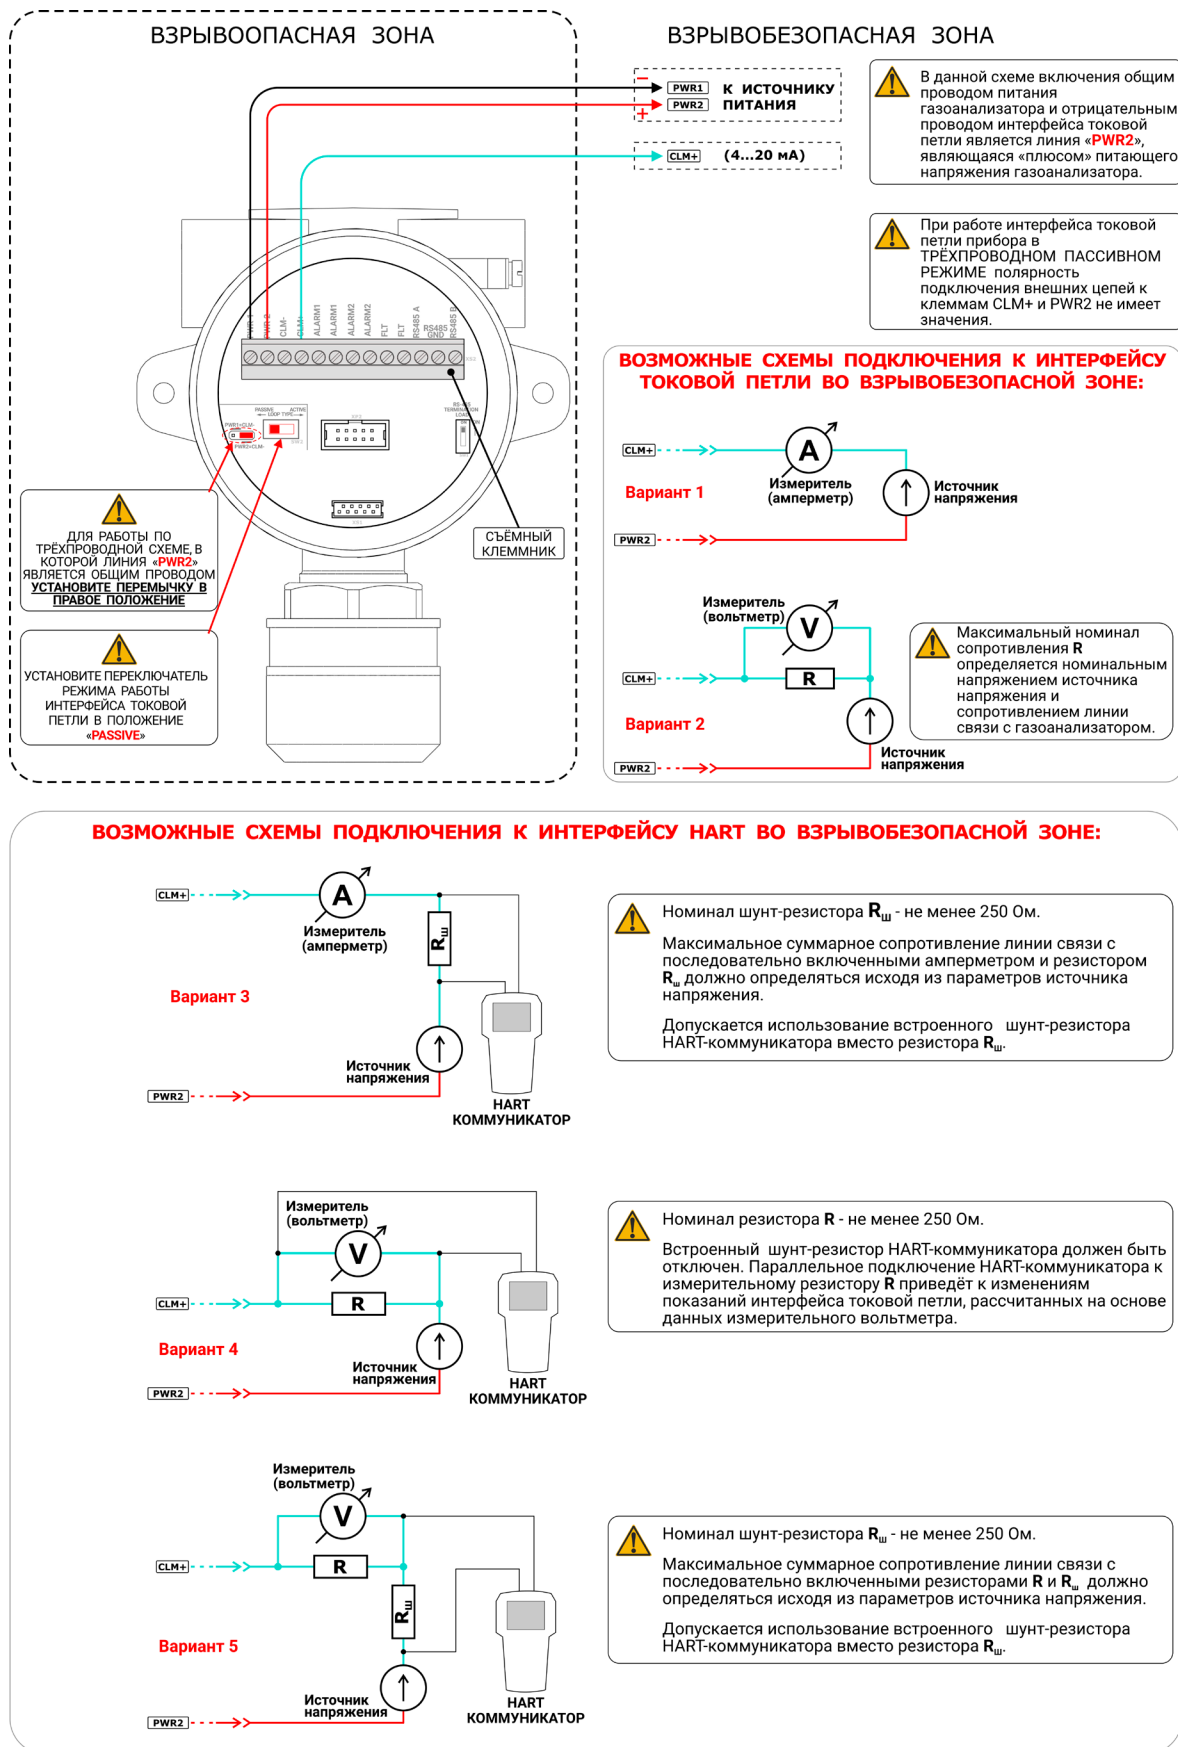 ВЗРЫВООПАСНАЯ ЗОНА
ВЗРЫВОБЕЗОПАСНАЯ ЗОНА
−
PWR1
PWR2
+
К ИСТОЧНИКУ
ПИТАНИЯ
CLM+ (4...20 мА)
В данной схеме включения общим
проводом питания
газоанализатора и отрицательным
проводом интерфейса токовой
петли является линия «PWR2»,
являющаяся «плюсом» питающего
напряжения газоанализатора.
При работе интерфейса токовой
петли прибора в
ТРЁХПРОВОДНОМ ПАССИВНОМ
РЕЖИМЕ полярность
подключения внешних цепей к
клеммам CLM+ и PWR2 не имеет
значения.
PWR 1
PWR 2
CLM-
CLM+
ALARM1
ALARM1
ALARM2
ALARM2
FLT
FLT
RS485 A
RS485
GND
RS485 B
PASSIVE ACTIVE
LOOP TYPE
PWR1=CLM-
PWR2=CLM-
XP2
RS-485
TERMINATION
LOAD
ON
СЪЁМНЫЙ
КЛЕММНИК
ДЛЯ РАБОТЫ ПО
ТРЁХПРОВОДНОЙ СХЕМЕ, В
КОТОРОЙ ЛИНИЯ «PWR2»
ЯВЛЯЕТСЯ ОБЩИМ ПРОВОДОМ
УСТАНОВИТЕ ПЕРЕМЫЧКУ В
ПРАВОЕ ПОЛОЖЕНИЕ
УСТАНОВИТЕ ПЕРЕКЛЮЧАТЕЛЬ
РЕЖИМА РАБОТЫ
ИНТЕРФЕЙСА ТОКОВОЙ
ПЕТЛИ В ПОЛОЖЕНИЕ
«PASSIVE»
ВОЗМОЖНЫЕ СХЕМЫ ПОДКЛЮЧЕНИЯ К ИНТЕРФЕЙСУ
ТОКОВОЙ ПЕТЛИ ВО ВЗРЫВОБЕЗОПАСНОЙ ЗОНЕ:
CLM+
A
Измеритель
(амперметр)
Источник
напряжения
Вариант 1
PWR2
Измеритель
(вольтметр)
V
CLM+
R
Вариант 2
Источник
напряжения
PWR2
Максимальный номинал
сопротивления R
определяется номинальным
напряжением источника
напряжения и
сопротивлением линии
связи с газоанализатором.
ВОЗМОЖНЫЕ СХЕМЫ ПОДКЛЮЧЕНИЯ К ИНТЕРФЕЙСУ HART ВО ВЗРЫВОБЕЗОПАСНОЙ ЗОНЕ:
CLM+
A
Измеритель
(амперметр)
Rш
Вариант 3
Источник
напряжения
PWR2
HART
КОММУНИКАТОР
Номинал шунт-резистора Rш - не менее 250 Ом.
Максимальное суммарное сопротивление линии связи с
последовательно включенными амперметром и резистором
Rш должно определяться исходя из параметров источника
напряжения.
Допускается использование встроенного шунт-резистора
HART-коммуникатора вместо резистора Rш.
Измеритель
(вольтметр)
V
CLM+
R
Вариант 4
Источник
напряжения
PWR2
HART
КОММУНИКАТОР
Номинал резистора R - не менее 250 Ом.
Встроенный шунт-резистор HART-коммуникатора должен быть
отключен. Параллельное подключение HART-коммуникатора к
измерительному резистору R приведёт к изменениям
показаний интерфейса токовой петли, рассчитанных на основе
данных измерительного вольтметра.
Измеритель
(вольтметр)
V
CLM+
R
Rш
Вариант 5
Источник
напряжения
PWR2
HART
КОММУНИКАТОР
Номинал шунт-резистора Rш - не менее 250 Ом.
Максимальное суммарное сопротивление линии связи с
последовательно включенными резисторами R и Rш должно
определяться исходя из параметров источника напряжения.
Допускается использование встроенного шунт-резистора
HART-коммуникатора вместо резистора Rш.